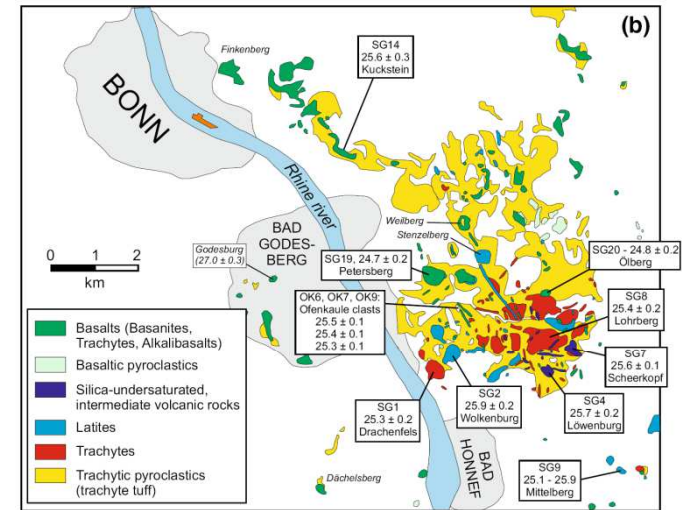 (b)
Finkenberg
SG14
25.6 ± 0.3
Kuckstein
BONN
Rhine river
Weilberg
Stenzelberg
BAD
GODES-
BERG
Godesburg
(27.0 ± 0.3)
SG19, 24.7 ± 0.2
Petersberg
SG20 - 24.8 ± 0.2
Ölberg
0 1 2
km
OK6, OK7, OK9:
Ofenkaule clasts
25.5 ± 0.1
25.4 ± 0.1
25.3 ± 0.1
SG8
25.4 ± 0.2
Lohrberg
SG7
25.6 ± 0.1
Scheerkopf
SG1
25.3 ± 0.2
Drachenfels
SG2
25.9 ± 0.2
Wolkenburg
SG4
25.7 ± 0.2
Löwenburg
BAD
HONNEF
SG9
25.1 - 25.9
Mittelberg
Dächelsberg
Basalts (Basanites,
Trachytes, Alkalibasalts)
Basaltic pyroclastics
Silica-undersaturated,
intermediate volcanic rocks
Latites
Trachytes
Trachytic pyroclastics
(trachyte tuff)